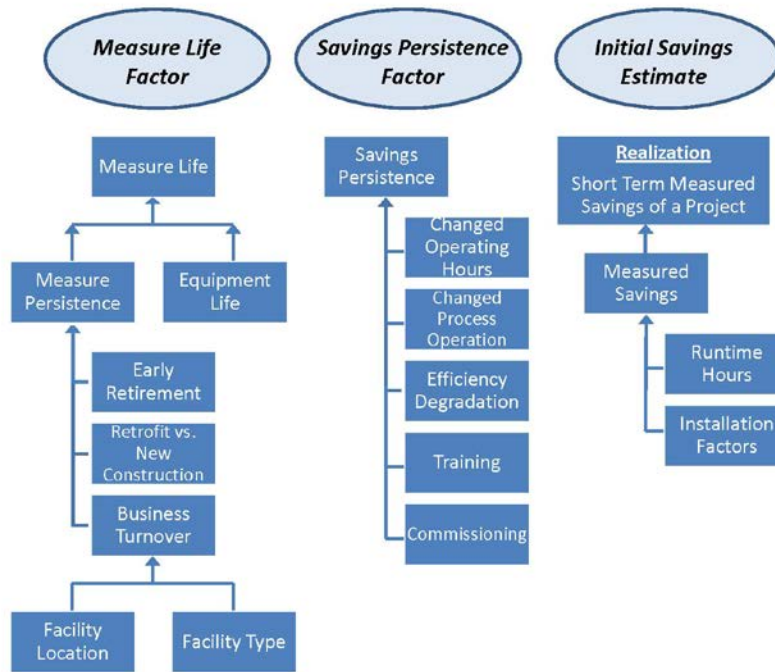 Measure Life
Factor
Savings Persistence
Factor
Initial Savings
Estimate
Measure Life
Measure
Persistence
Equipment
Life
Early
Retirement
Retrofit vs.
New
Construction
Business
Turnover
Facility
Location
Facility Type
Savings
Persistence
Changed
Operating
Hours
Changed
Process
Operation
Efficiency
Degradation
Training
Commissioning
Realization
Short Term Measured
Savings of a Project
Measured
Savings
Runtime
Hours
Installation
Factors